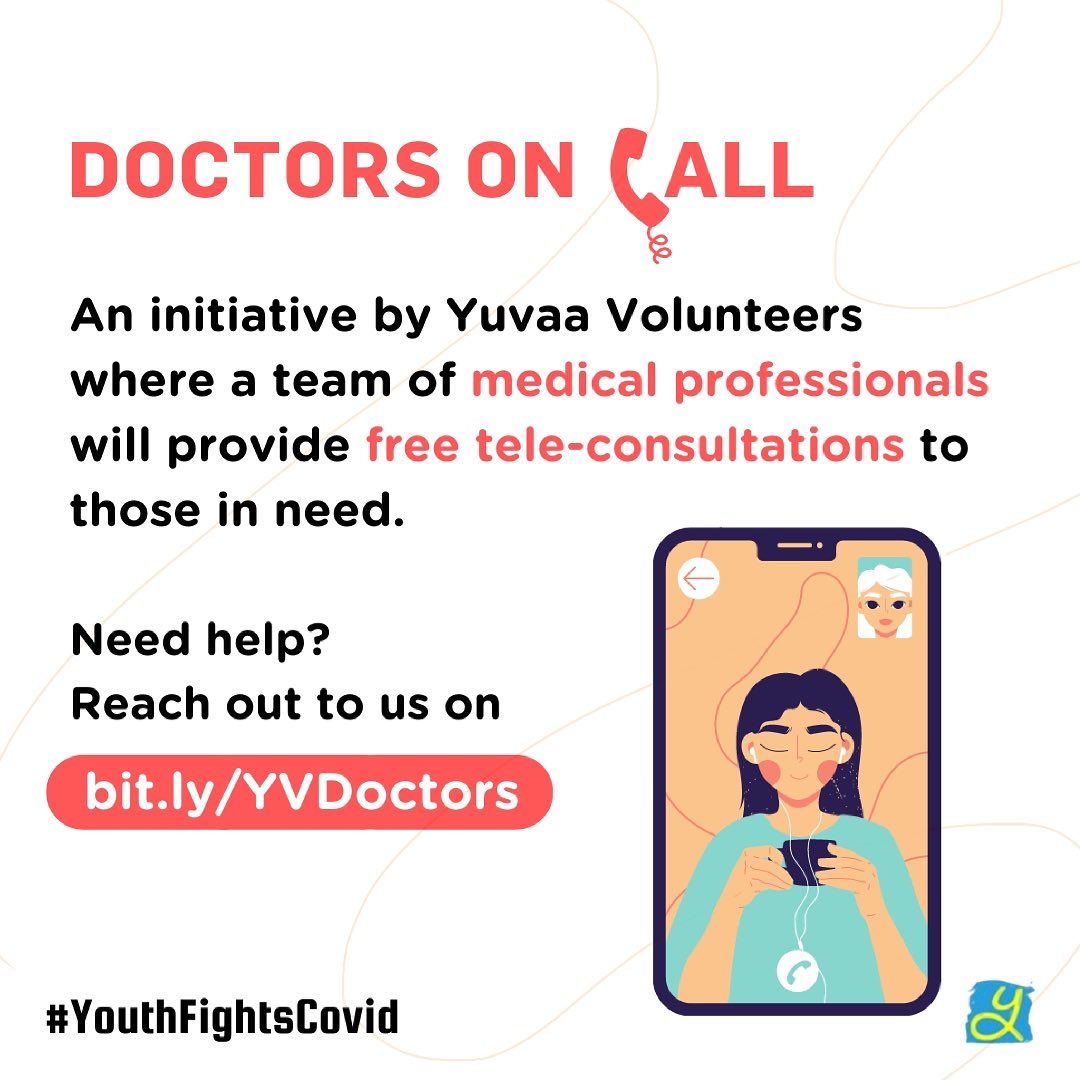 DOCTORS ON CALL
An initiative by Yuvaa Volunteers
where a team of medical professionals
will provide free tele-consultations to
those in need.
Need help?
Reach out to us on
bit.ly/YVDoctors
#YouthFightsCovid
y